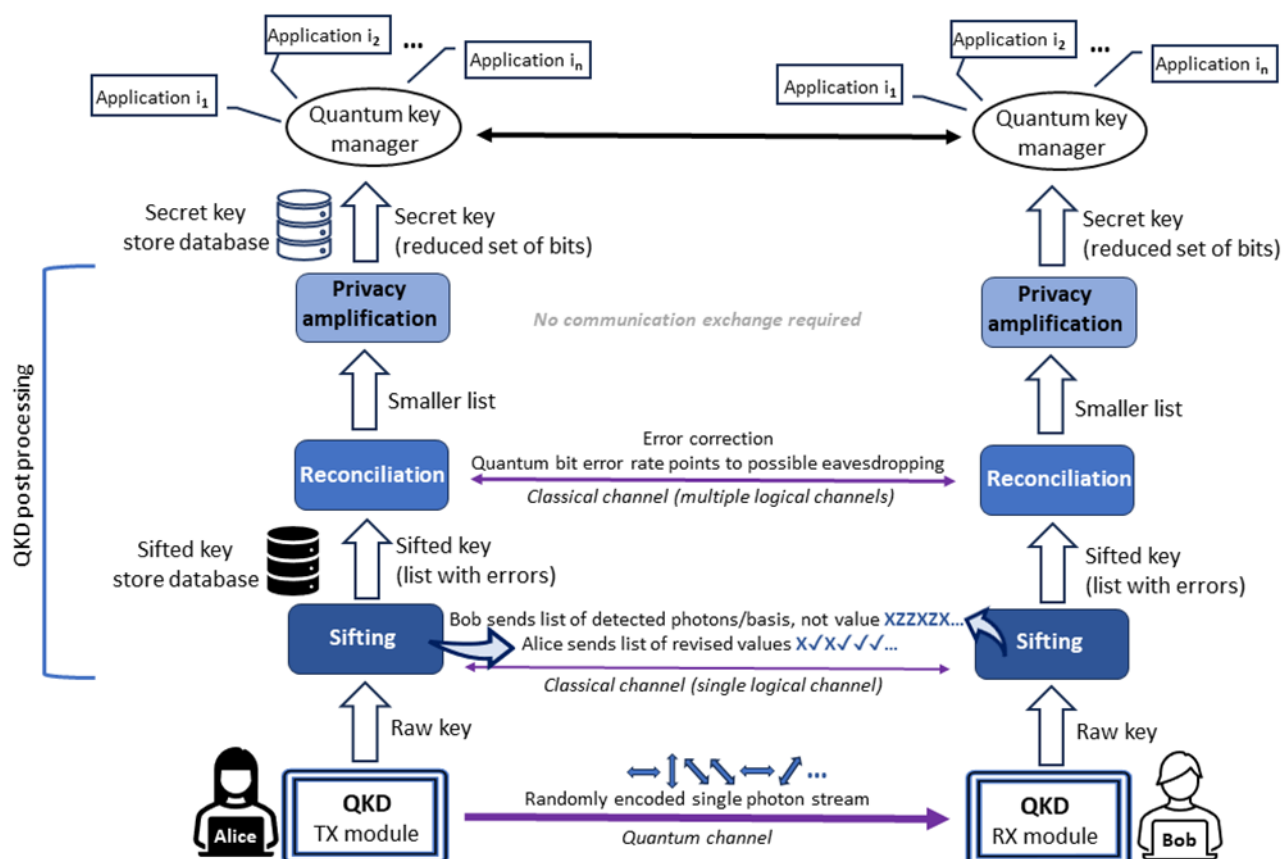 Application i₁
Application i₂
...
Application iₙ
Quantum key
manager
Application i₁
Application i₂
...
Application iₙ
Quantum key
manager
Secret key
store database
Secret key
(reduced set of bits)
Secret key
(reduced set of bits)
QKD post processing
Privacy
amplification
No communication exchange required
Privacy
amplification
Smaller list
Smaller list
Reconciliation
Error correction
Quantum bit error rate points to possible eavesdropping
Classical channel (multiple logical channels)
Reconciliation
Sifted key
store database
Sifted key
(list with errors)
Sifted key
(list with errors)
Sifting
Bob sends list of detected photons/basis, not value XZZXZX...
Alice sends list of revised values X✓X✓✓✓...
Classical channel (single logical channel)
Sifting
Raw key
Raw key
Alice
QKD
TX module
...
Randomly encoded single photon stream
Quantum channel
QKD
RX module
Bob